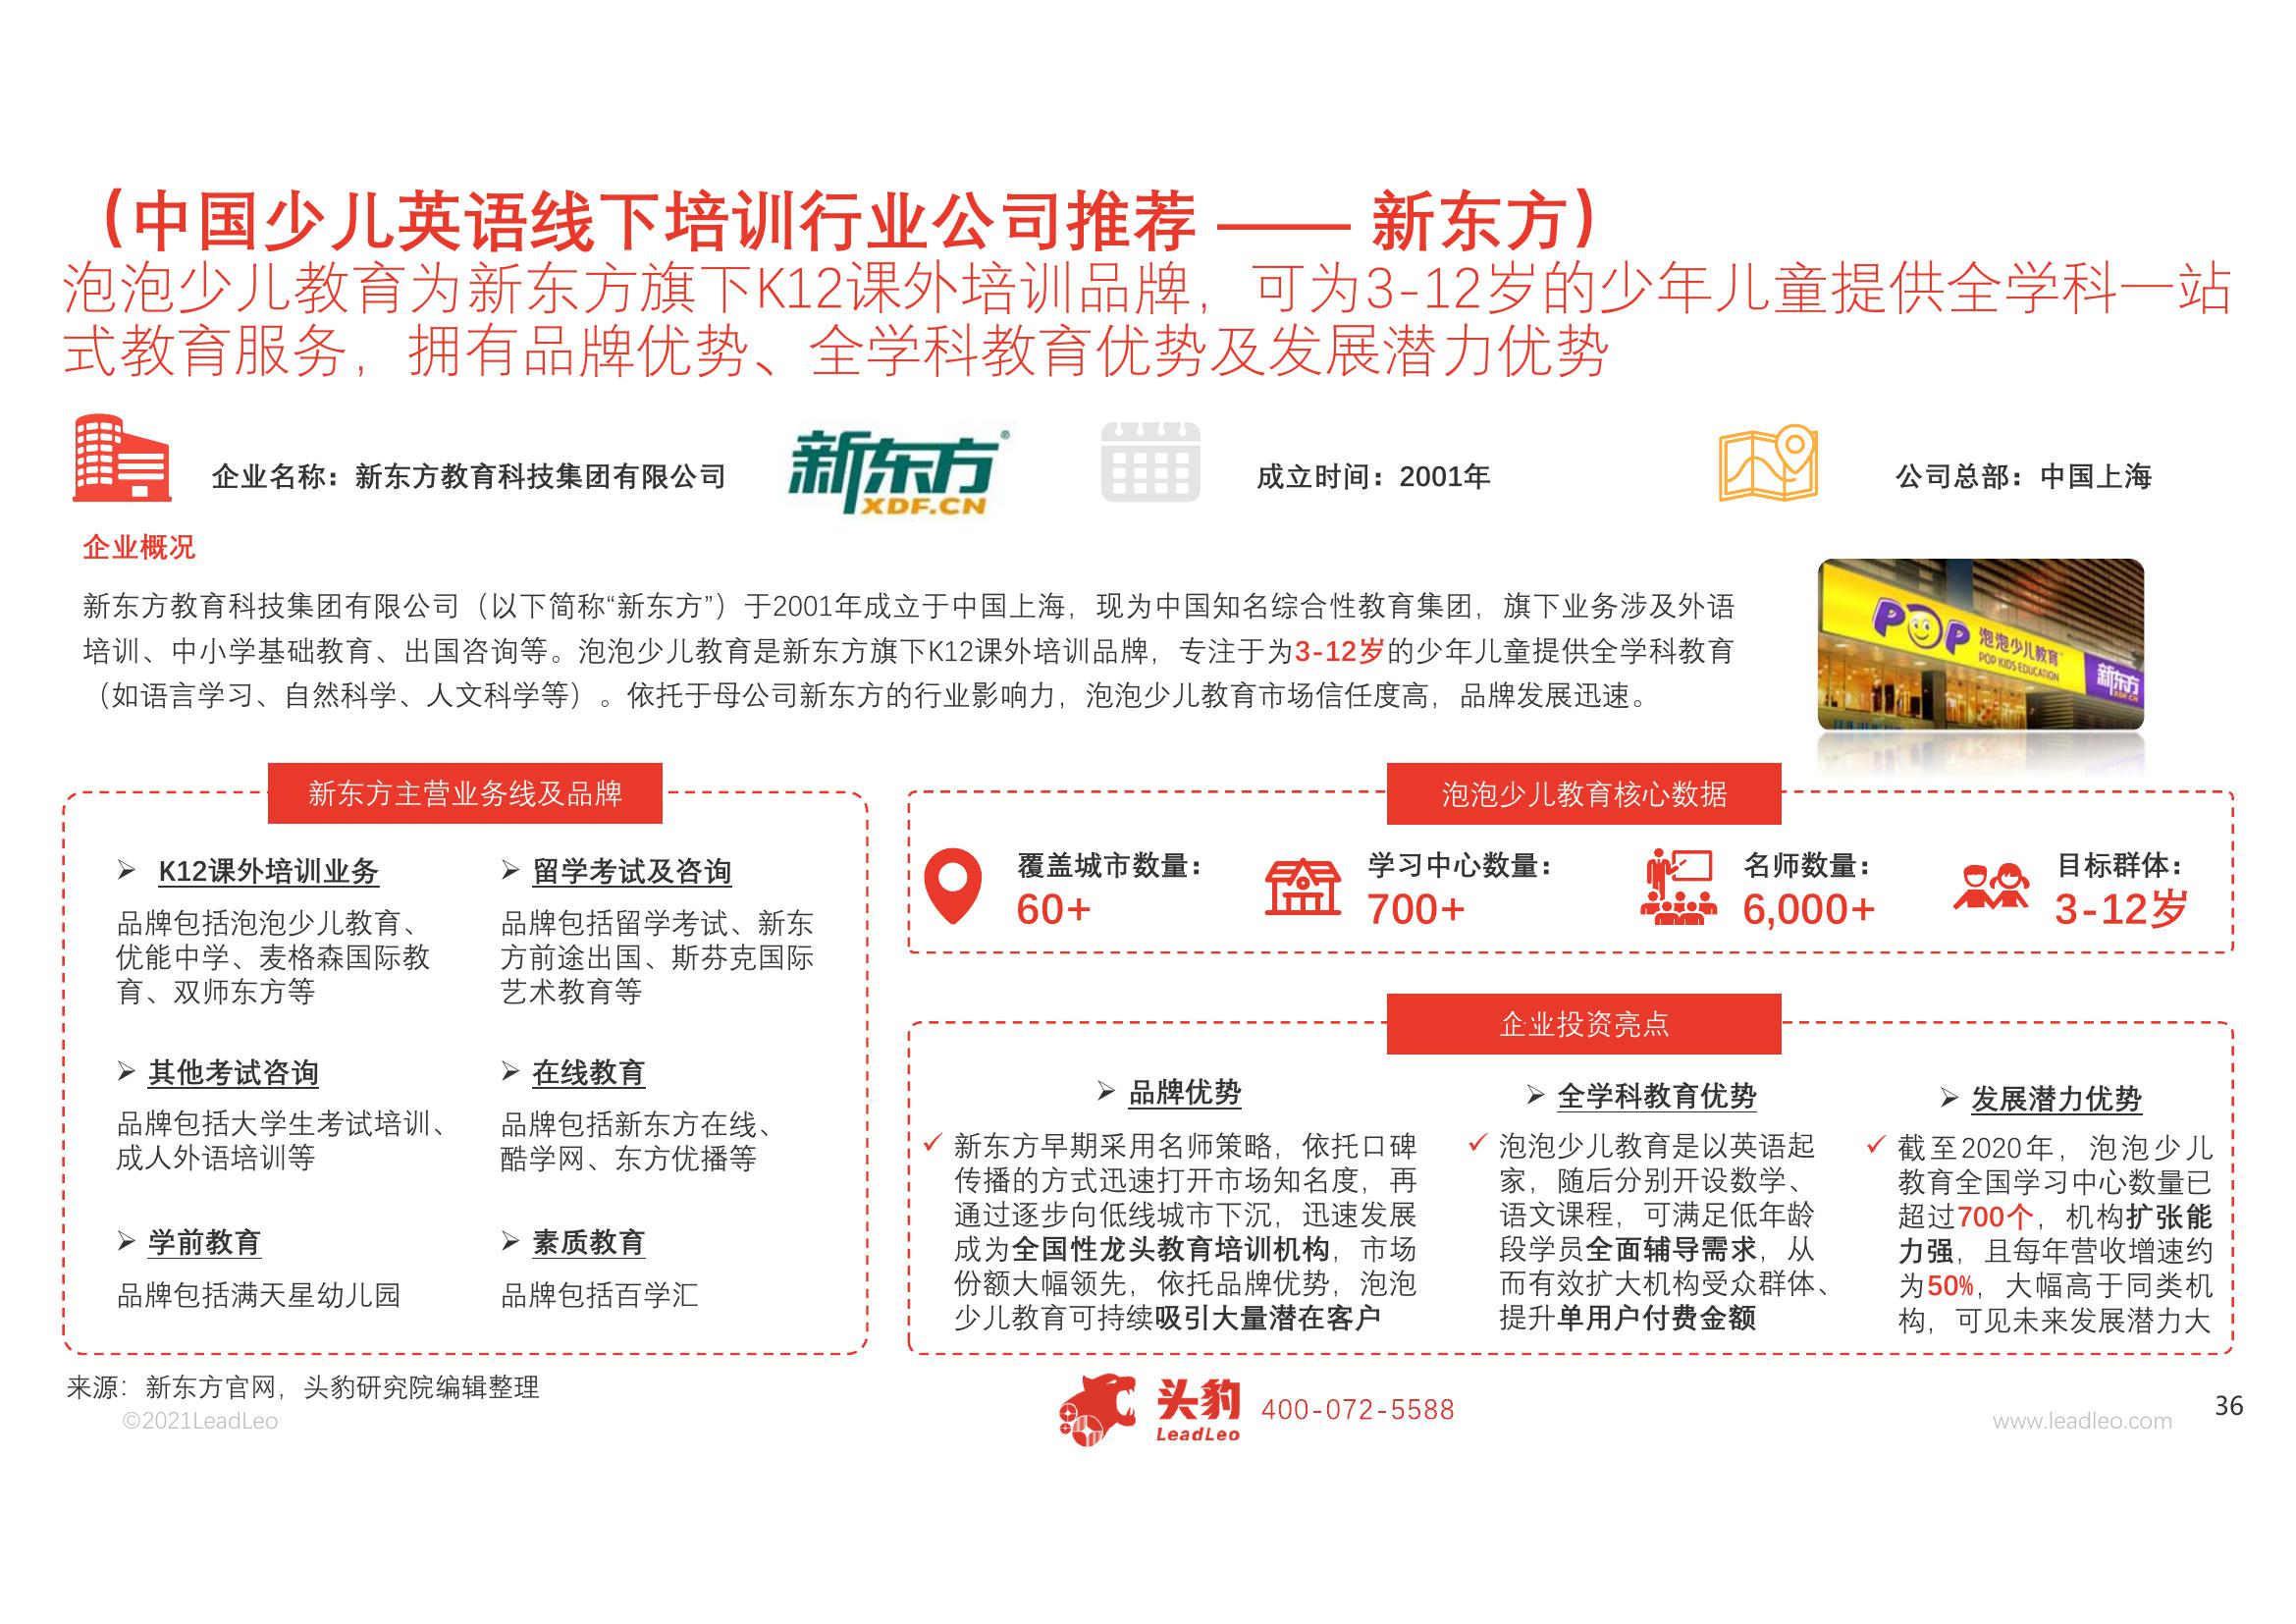 （中国少儿英语线下培训行业公司推荐 —— 新东方）
泡泡少儿教育为新东方旗下K12课外培训品牌，可为3-12岁的少年儿童提供全学科一站
式教育服务，拥有品牌优势、全学科教育优势及发展潜力优势
企业名称：新东方教育科技集团有限公司
新东方®
XDF.CN
成立时间：2001年
公司总部：中国上海
企业概况
新东方教育科技集团有限公司（以下简称“新东方”）于2001年成立于中国上海，现为中国知名综合性教育集团，旗下业务涉及外语
培训、中小学基础教育、出国咨询等。泡泡少儿教育是新东方旗下K12课外培训品牌，专注于为3-12岁的少年儿童提供全学科教育
（如语言学习、自然科学、人文科学等）。依托于母公司新东方的行业影响力，泡泡少儿教育市场信任度高，品牌发展迅速。
POP
泡泡少儿教育
POP KIDS EDUCATION
新东方
XDF.CN
新东方主营业务线及品牌
➢ K12课外培训业务
品牌包括泡泡少儿教育、
优能中学、麦格森国际教
育、双师东方等
➢ 留学考试及咨询
品牌包括留学考试、新东
方前途出国、斯芬克国际
艺术教育等
➢ 其他考试咨询
品牌包括大学生考试培训、
成人外语培训等
➢ 在线教育
品牌包括新东方在线、
酷学网、东方优播等
➢ 学前教育
品牌包括满天星幼儿园
➢ 素质教育
品牌包括百学汇
泡泡少儿教育核心数据
覆盖城市数量：
60+
学习中心数量：
700+
名师数量：
6,000+
目标群体：
3-12岁
企业投资亮点
➢ 品牌优势
✓ 新东方早期采用名师策略，依托口碑
传播的方式迅速打开市场知名度，再
通过逐步向低线城市下沉，迅速发展
成为全国性龙头教育培训机构，市场
份额大幅领先，依托品牌优势，泡泡
少儿教育可持续吸引大量潜在客户
➢ 全学科教育优势
✓ 泡泡少儿教育是以英语起
家，随后分别开设数学、
语文课程，可满足低年龄
段学员全面辅导需求，从
而有效扩大机构受众群体、
提升单用户付费金额
➢ 发展潜力优势
✓ 截至2020年，泡泡少儿
教育全国学习中心数量已
超过700个，机构扩张能
力强，且每年营收增速约
为50%，大幅高于同类机
构，可见未来发展潜力大
来源：新东方官网，头豹研究院编辑整理
©2021LeadLeo
头豹
LeadLeo
400-072-5588
www.leadleo.com
36